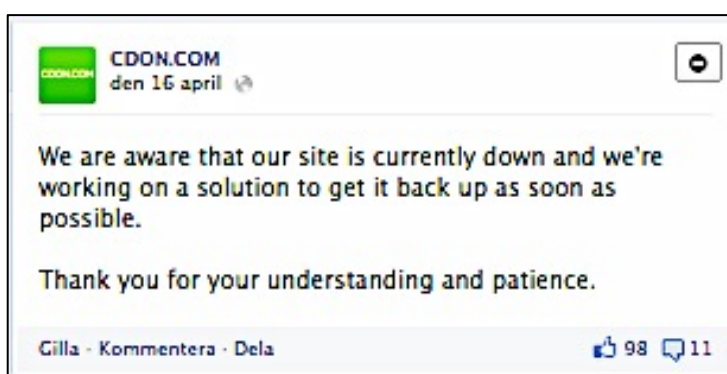 CDON.COM
CDON.COM
den 16 april
We are aware that our site is currently down and we're
working on a solution to get it back up as soon as
possible.
Thank you for your understanding and patience.
Gilla · Kommentera · Dela
98 11